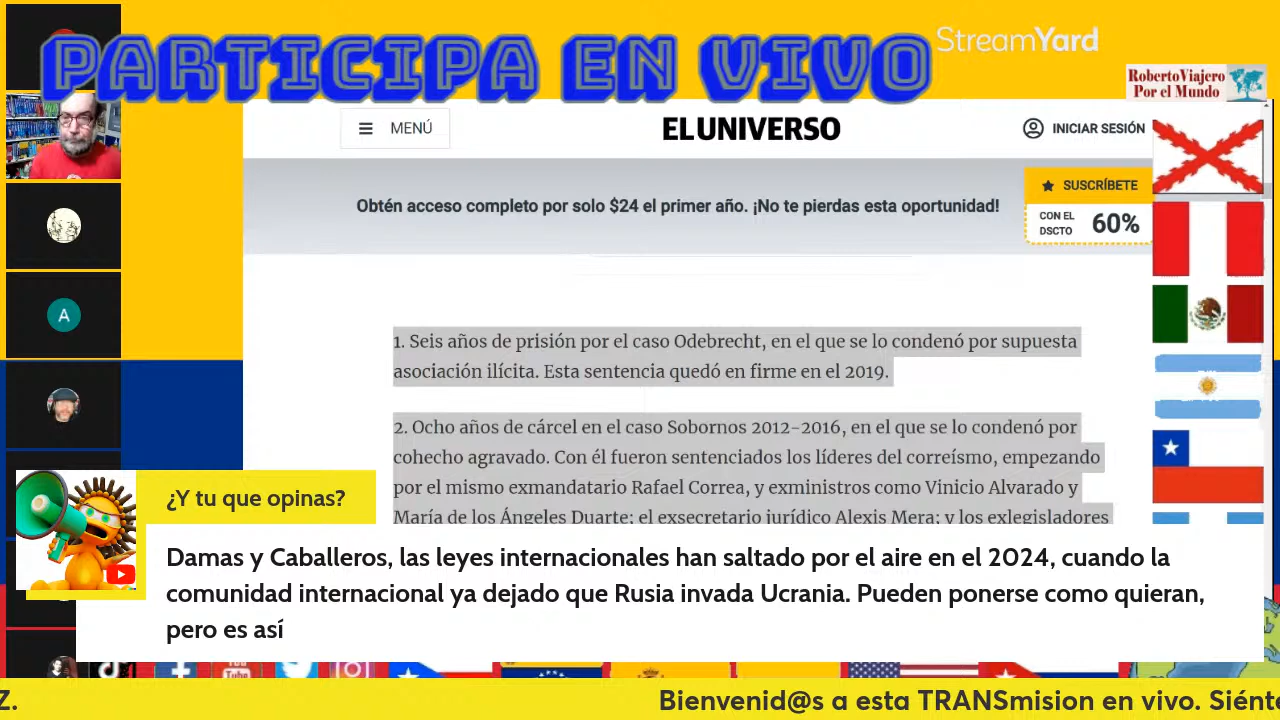 PARTICIPA EN VIVO
StreamYard
RobertoViajero
Por el Mundo
MENÚ
EL UNIVERSO
INICIAR SESIÓN
Obtén acceso completo por solo $24 el primer año. ¡No te pierdas esta oportunidad!
SUSCRÍBETE
CON EL
DSCTO
60%
A
1. Seis años de prisión por el caso Odebrecht, en el que se lo condenó por supuesta
asociación ilícita. Esta sentencia quedó en firme en el 2019.
2. Ocho años de cárcel en el caso Sobornos 2012-2016, en el que se lo condenó por
cohecho agravado. Con él fueron sentenciados los líderes del correísmo, empezando
por el mismo exmandatario Rafael Correa, y exministros como Vinicio Alvarado y
María de los Ángeles Duarte; el exsecretario jurídico Alexis Mera; y los exlegisladores
¿Y tu que opinas?
Damas y Caballeros, las leyes internacionales han saltado por el aire en el 2024, cuando la
comunidad internacional ya dejado que Rusia invada Ucrania. Pueden ponerse como quieran,
pero es así
You
Tube
Z.
Bienvenid@s a esta TRANSmision en vivo. Siént